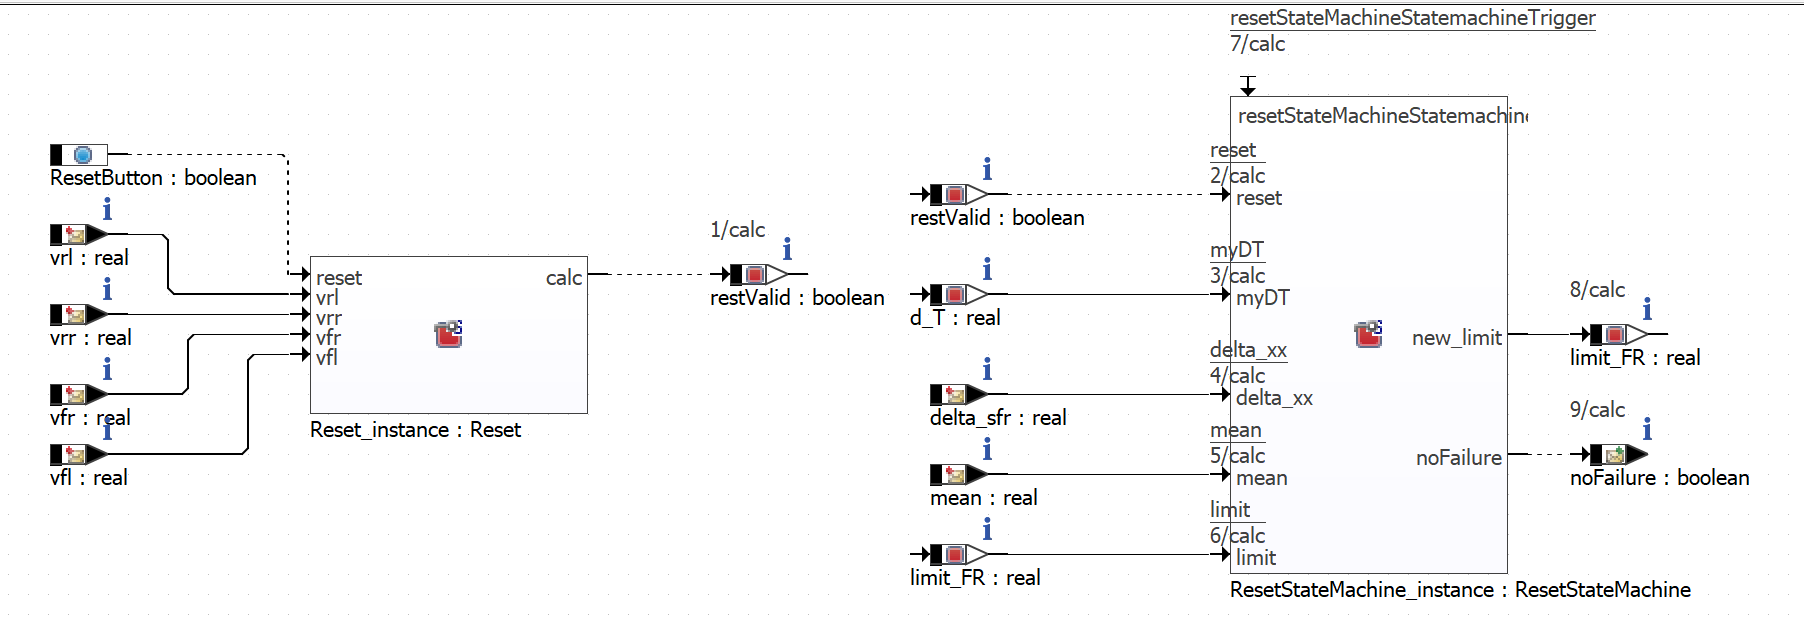 resetStateMachineStatemachineTrigger
7/calc
resetStateMachineStatemachine
ResetButton : boolean
vrl : real
vrr : real
vfr : real
vfl : real
reset
vrl
vrr
vfr
vfl
calc
Reset_instance : Reset
1/calc
restValid : boolean
restValid : boolean
d_T : real
delta_sfr : real
mean : real
limit_FR : real
reset
2/calc
reset
myDT
3/calc
myDT
delta_xx
4/calc
delta_xx
mean
5/calc
mean
limit
6/calc
limit
new_limit
noFailure
ResetStateMachine_instance : ResetStateMachine
8/calc
limit_FR : real
9/calc
noFailure : boolean